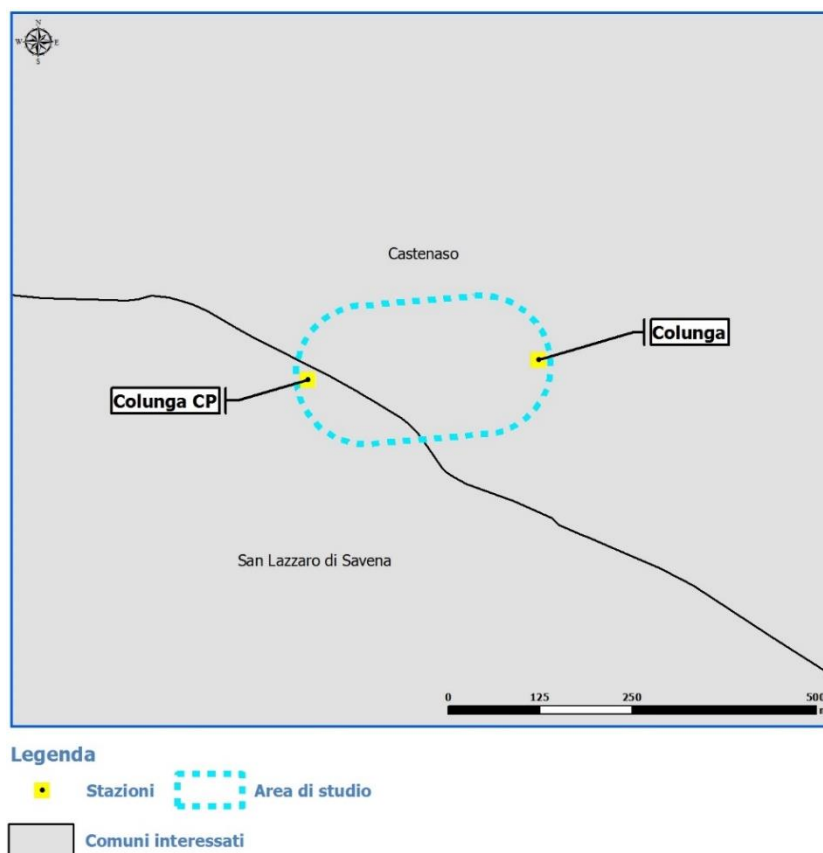 N
W E
S
Castenaso
Colunga
Colunga CP
San Lazzaro di Savena
0 125 250 500
Legenda
Stazioni Area di studio
Comuni interessati